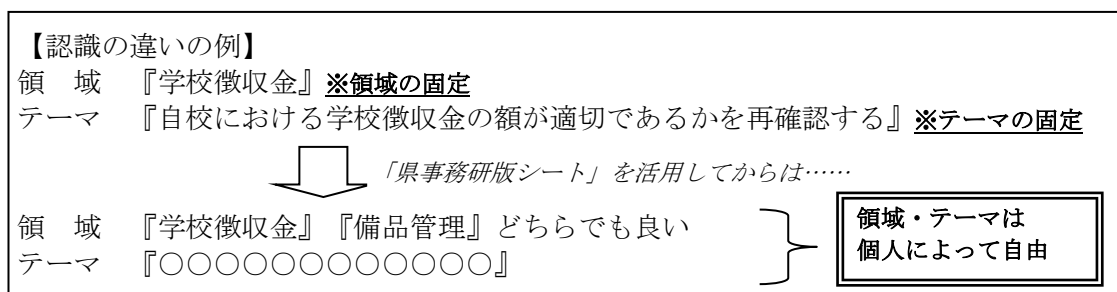 【認識の違いの例】
領　域　『学校徴収金』※領域の固定
テーマ　『自校における学校徴収金の額が適切であるかを再確認する』※テーマの固定
「県事務研版シート」を活用してからは……
領　域　『学校徴収金』『備品管理』どちらでも良い
テーマ　『○○○○○○○○○○○○○』
領域・テーマは
個人によって自由